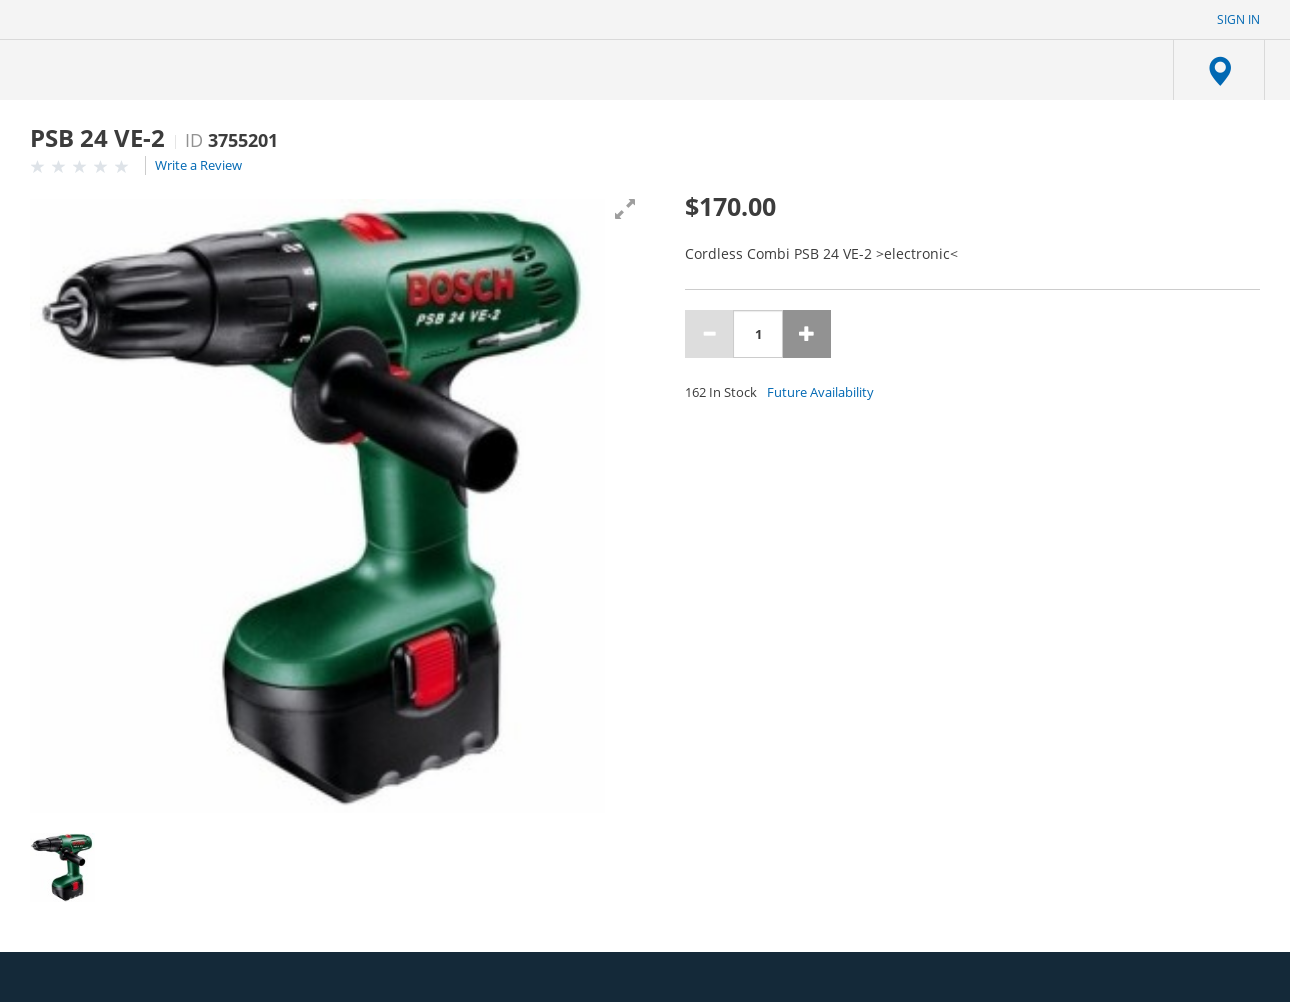 SIGN IN
PSB 24 VE-2 ID 3755201
Write a Review
$170.00
Cordless Combi PSB 24 VE-2 >electronic<
1
162 In Stock Future Availability
BOSCH
PSB 24 VE-2